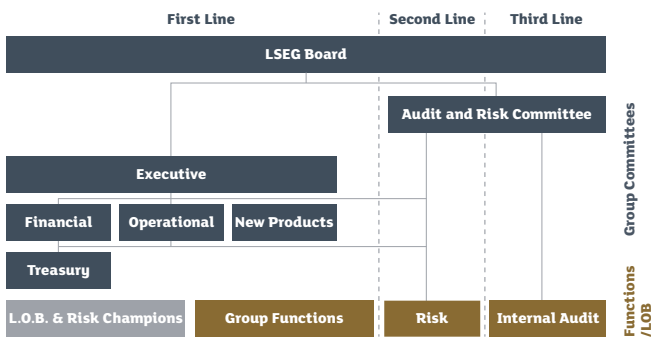 First Line
Second Line
Third Line
LSEG Board
Audit and Risk Committee
Executive
Financial
Operational
New Products
Treasury
L.O.B. & Risk Champions
Group Functions
Risk
Internal Audit
Group Committees
Functions
/LOB